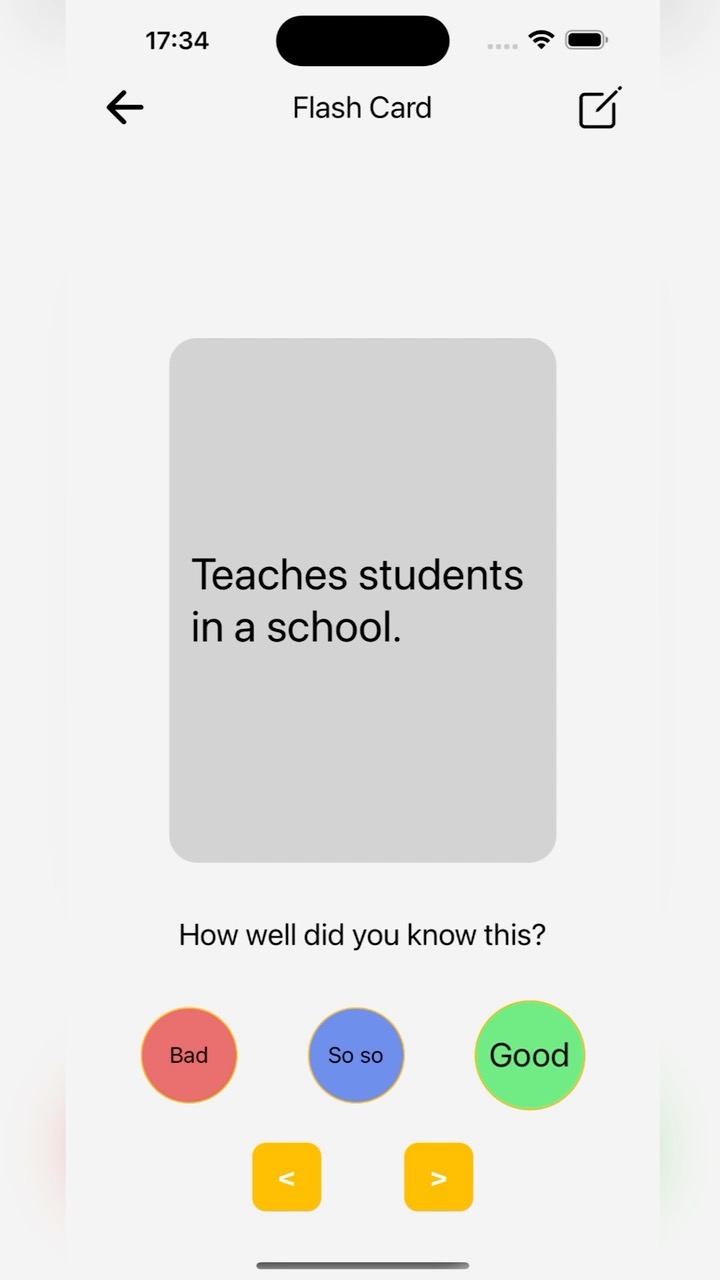 17:34
Flash Card
Teaches students
in a school.
How well did you know this?
Bad
So so
Good
<
>